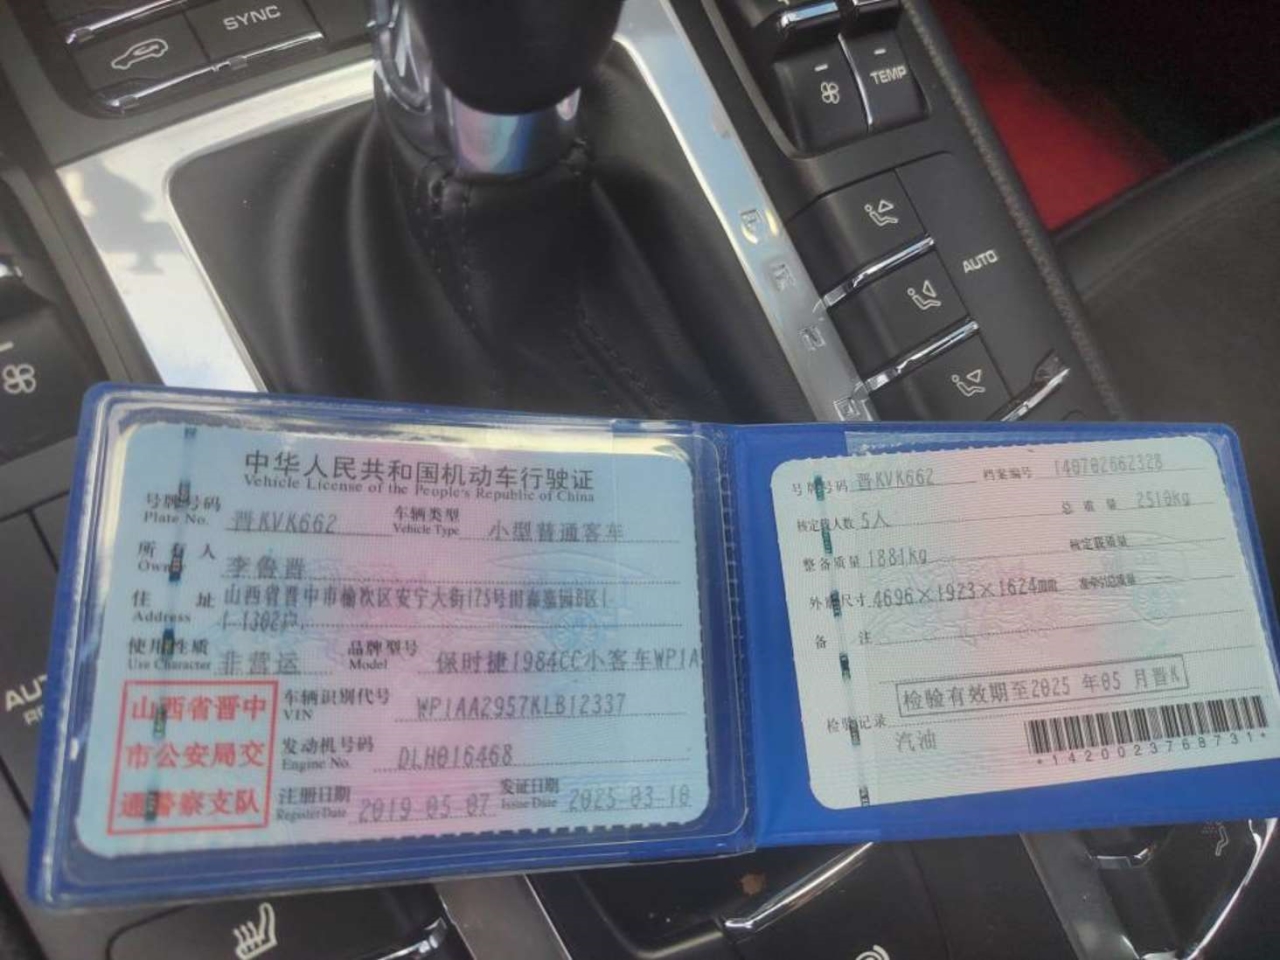 SYNC
TEMP
AUTO
P
R
N
D
中华人民共和国机动车行驶证
Vehicle License of the People's Republic of China
号牌号码 晋KVK662 车辆类型 小型普通客车
Plate No. Vehicle Type
所有人 李鲁晋
Owner
住址 山西省晋中市榆次区安宁大街175号田森嘉园B区1-
Address 1-1302户
使用性质 非营运 品牌型号 保时捷1984CC小客车WP1A
Use Character Model
山西省晋中
市公安局交
通警察支队
车辆识别代号 WP1AA2957KLB12337
VIN
发动机号码 DLH016468
Engine No.
注册日期 2019-05-07 发证日期 2025-03-10
Register Date Issue Date
号牌号码 晋KVK662 档案编号 140702662328
核定载人数 5人 总质量 2510kg
整备质量 1881kg 核定载质量
外廓尺寸 4696×1923×1624mm 准牵引总质量
备注
检验有效期至2025年05月晋K
检验记录
汽油
*1420023768731*